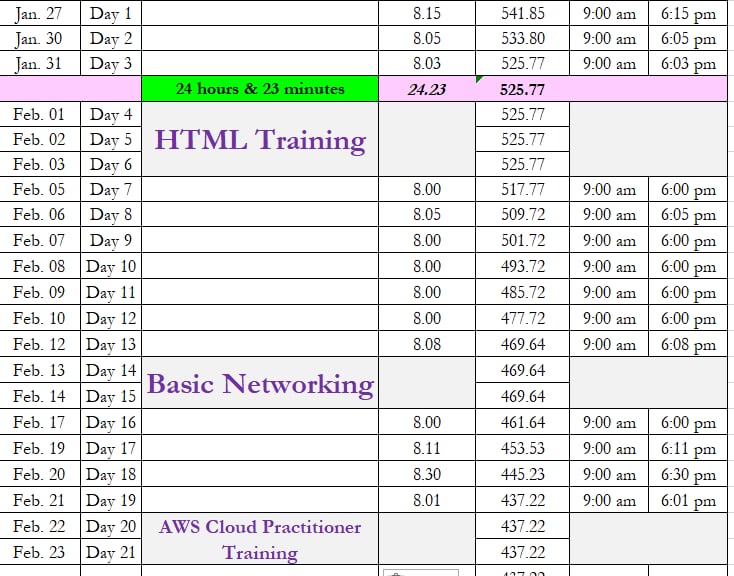 Jan. 27 Day 1 8.15 541.85 9:00 am 6:15 pm
Jan. 30 Day 2 8.05 533.80 9:00 am 6:05 pm
Jan. 31 Day 3 8.03 525.77 9:00 am 6:03 pm
24 hours & 23 minutes 24.23 525.77
Feb. 01 Day 4 525.77
HTML Training
Feb. 02 Day 5 525.77
Feb. 03 Day 6 525.77
Feb. 05 Day 7 8.00 517.77 9:00 am 6:00 pm
Feb. 06 Day 8 8.05 509.72 9:00 am 6:05 pm
Feb. 07 Day 9 8.00 501.72 9:00 am 6:00 pm
Feb. 08 Day 10 8.00 493.72 9:00 am 6:00 pm
Feb. 09 Day 11 8.00 485.72 9:00 am 6:00 pm
Feb. 10 Day 12 8.00 477.72 9:00 am 6:00 pm
Feb. 12 Day 13 8.08 469.64 9:00 am 6:08 pm
Feb. 13 Day 14 469.64
Basic Networking
Feb. 14 Day 15 469.64
Feb. 17 Day 16 8.00 461.64 9:00 am 6:00 pm
Feb. 19 Day 17 8.11 453.53 9:00 am 6:11 pm
Feb. 20 Day 18 8.30 445.23 9:00 am 6:30 pm
Feb. 21 Day 19 8.01 437.22 9:00 am 6:01 pm
Feb. 22 Day 20 AWS Cloud Practitioner 437.22
Feb. 23 Day 21 Training 437.22